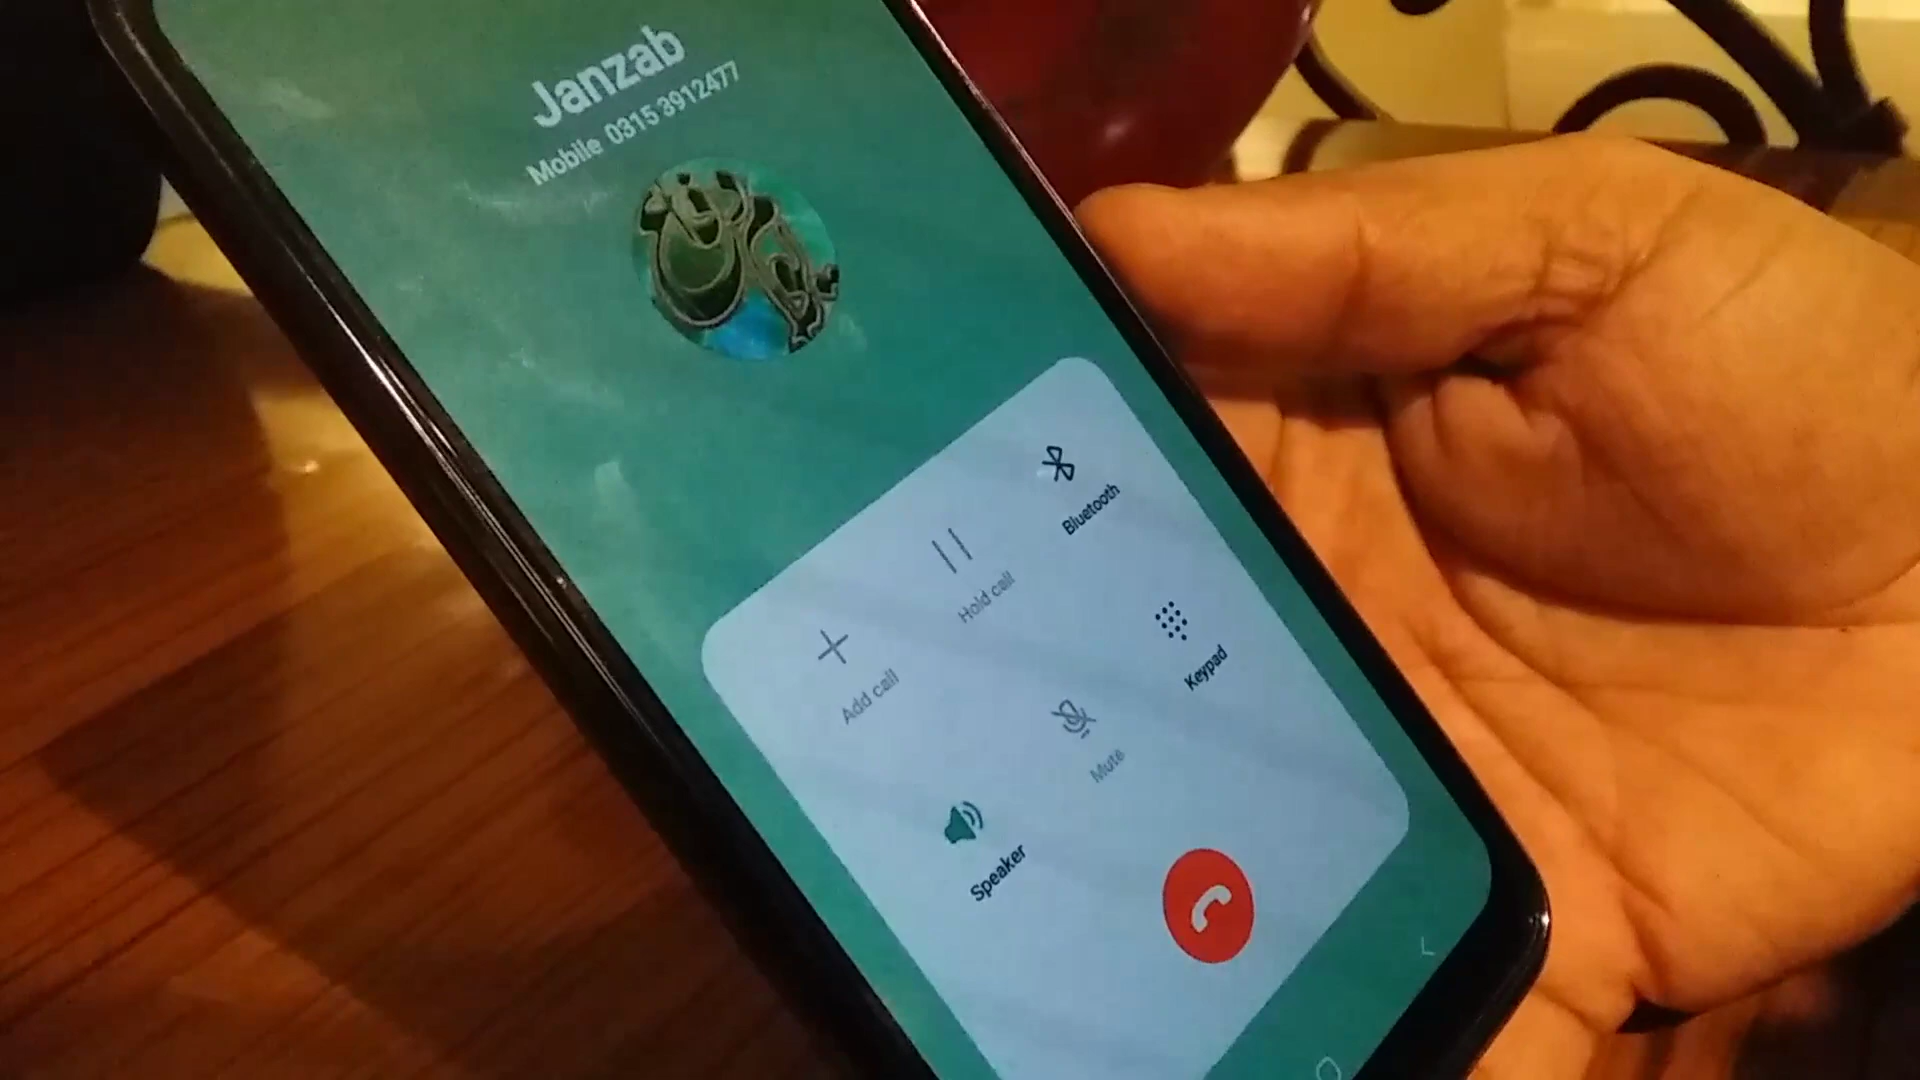 Janzab
Mobile 0315 3912477
Add call
Hold call
Bluetooth
Speaker
Mute
Keypad